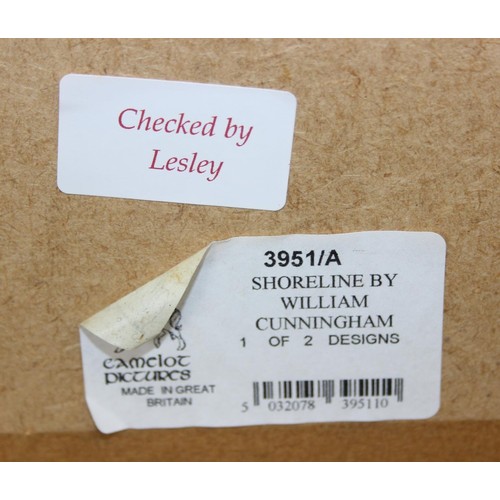 Checked by
Lesley
3951/A
SHORELINE BY
WILLIAM
CUNNINGHAM
1 OF 2 DESIGNS
CAMELOT
PICTURES
MADE IN GREAT
BRITAIN
5 032078 395110